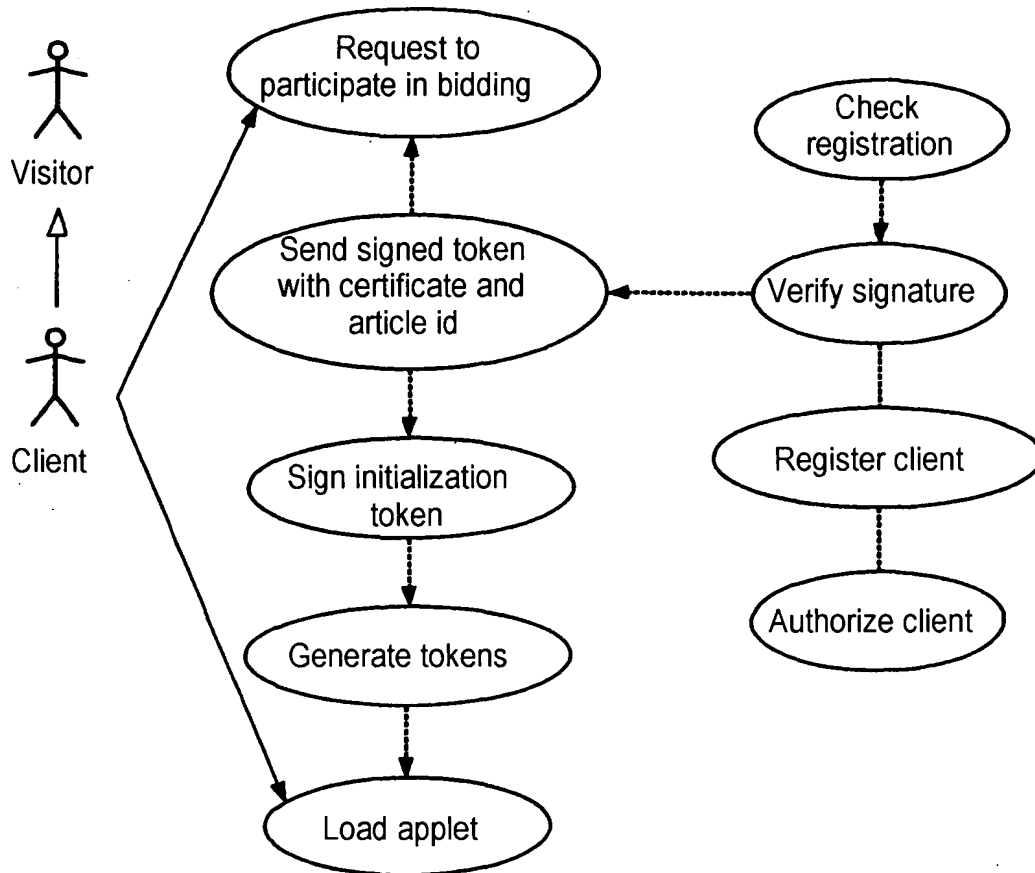 Visitor
Client
Request to
participate in bidding
Send signed token
with certificate and
article id
Sign initialization
token
Generate tokens
Load applet
Check
registration
Verify signature
Register client
Authorize client